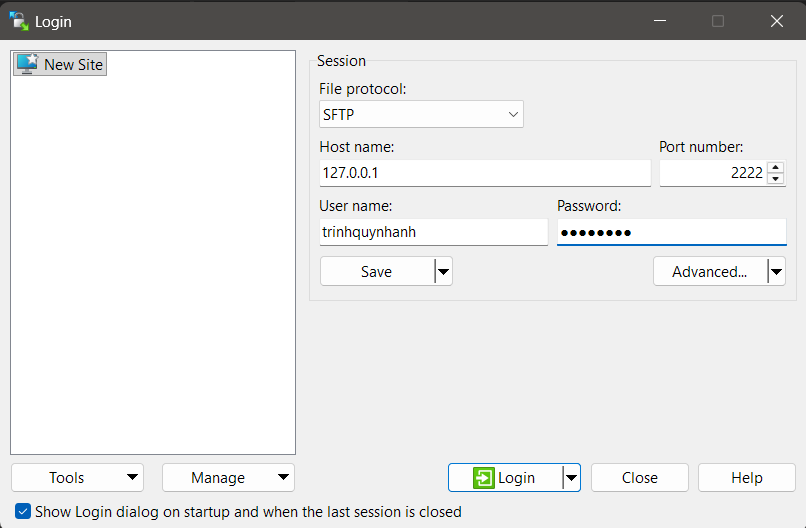 Login
New Site
Session
File protocol:
SFTP
Host name:
Port number:
127.0.0.1
2222
User name:
Password:
trinhquynhanh
●●●●●●●●
Save
Advanced...
Tools
Manage
Login
Close
Help
Show Login dialog on startup and when the last session is closed